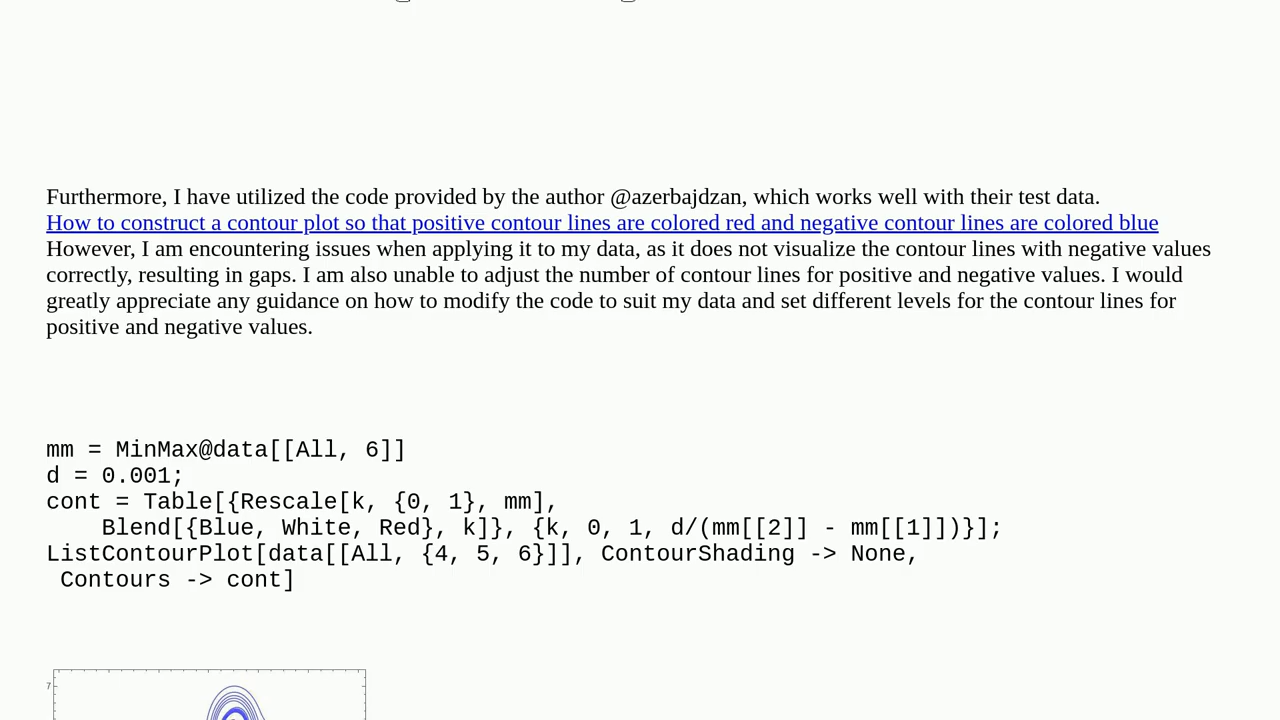 Furthermore, I have utilized the code provided by the author @azerbajdzan, which works well with their test data.
How to construct a contour plot so that positive contour lines are colored red and negative contour lines are colored blue
However, I am encountering issues when applying it to my data, as it does not visualize the contour lines with negative values
correctly, resulting in gaps. I am also unable to adjust the number of contour lines for positive and negative values. I would
greatly appreciate any guidance on how to modify the code to suit my data and set different levels for the contour lines for
positive and negative values.
mm = MinMax@data[[All, 6]]
d = 0.001;
cont = Table[{Rescale[k, {0, 1}, mm],
    Blend[{Blue, White, Red}, k]}, {k, 0, 1, d/(mm[[2]] - mm[[1]])}];
ListContourPlot[data[[All, {4, 5, 6}]], ContourShading -> None,
 Contours -> cont]
7